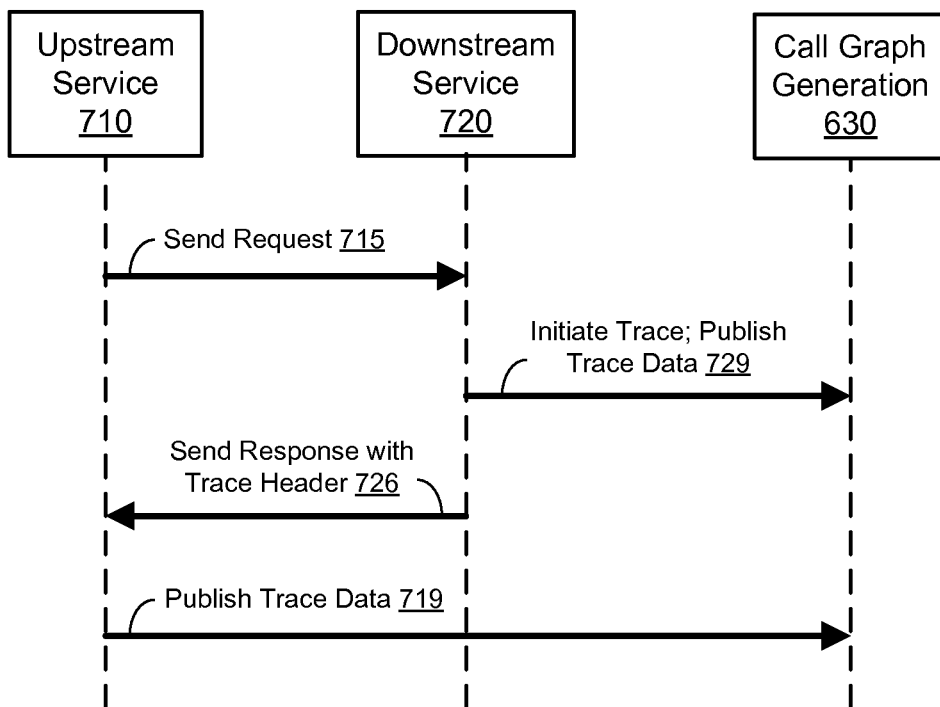 Upstream
Service
710
Downstream
Service
720
Call Graph
Generation
630
Send Request 715
Initiate Trace; Publish
Trace Data 729
Send Response with
Trace Header 726
Publish Trace Data 719